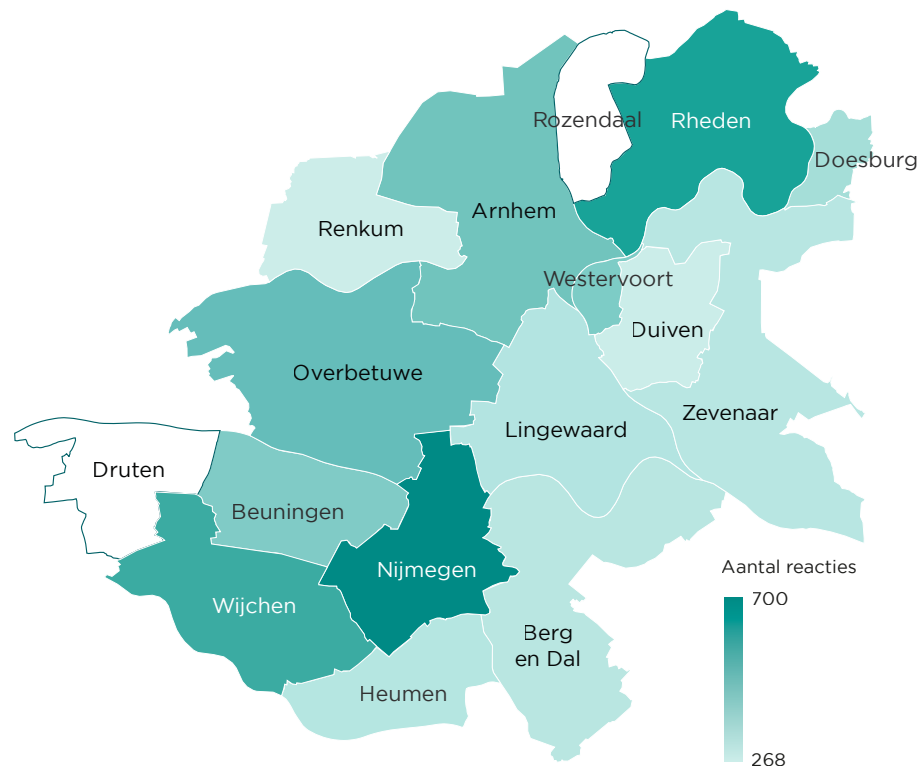 Rozendaal
Rheden
Doesburg
Arnhem
Renkum
Westervoort
Duiven
Overbetuwe
Zevenaar
Lingewaard
Druten
Beuningen
Nijmegen
Wijchen
Berg
en Dal
Heumen
Aantal reacties
700
268